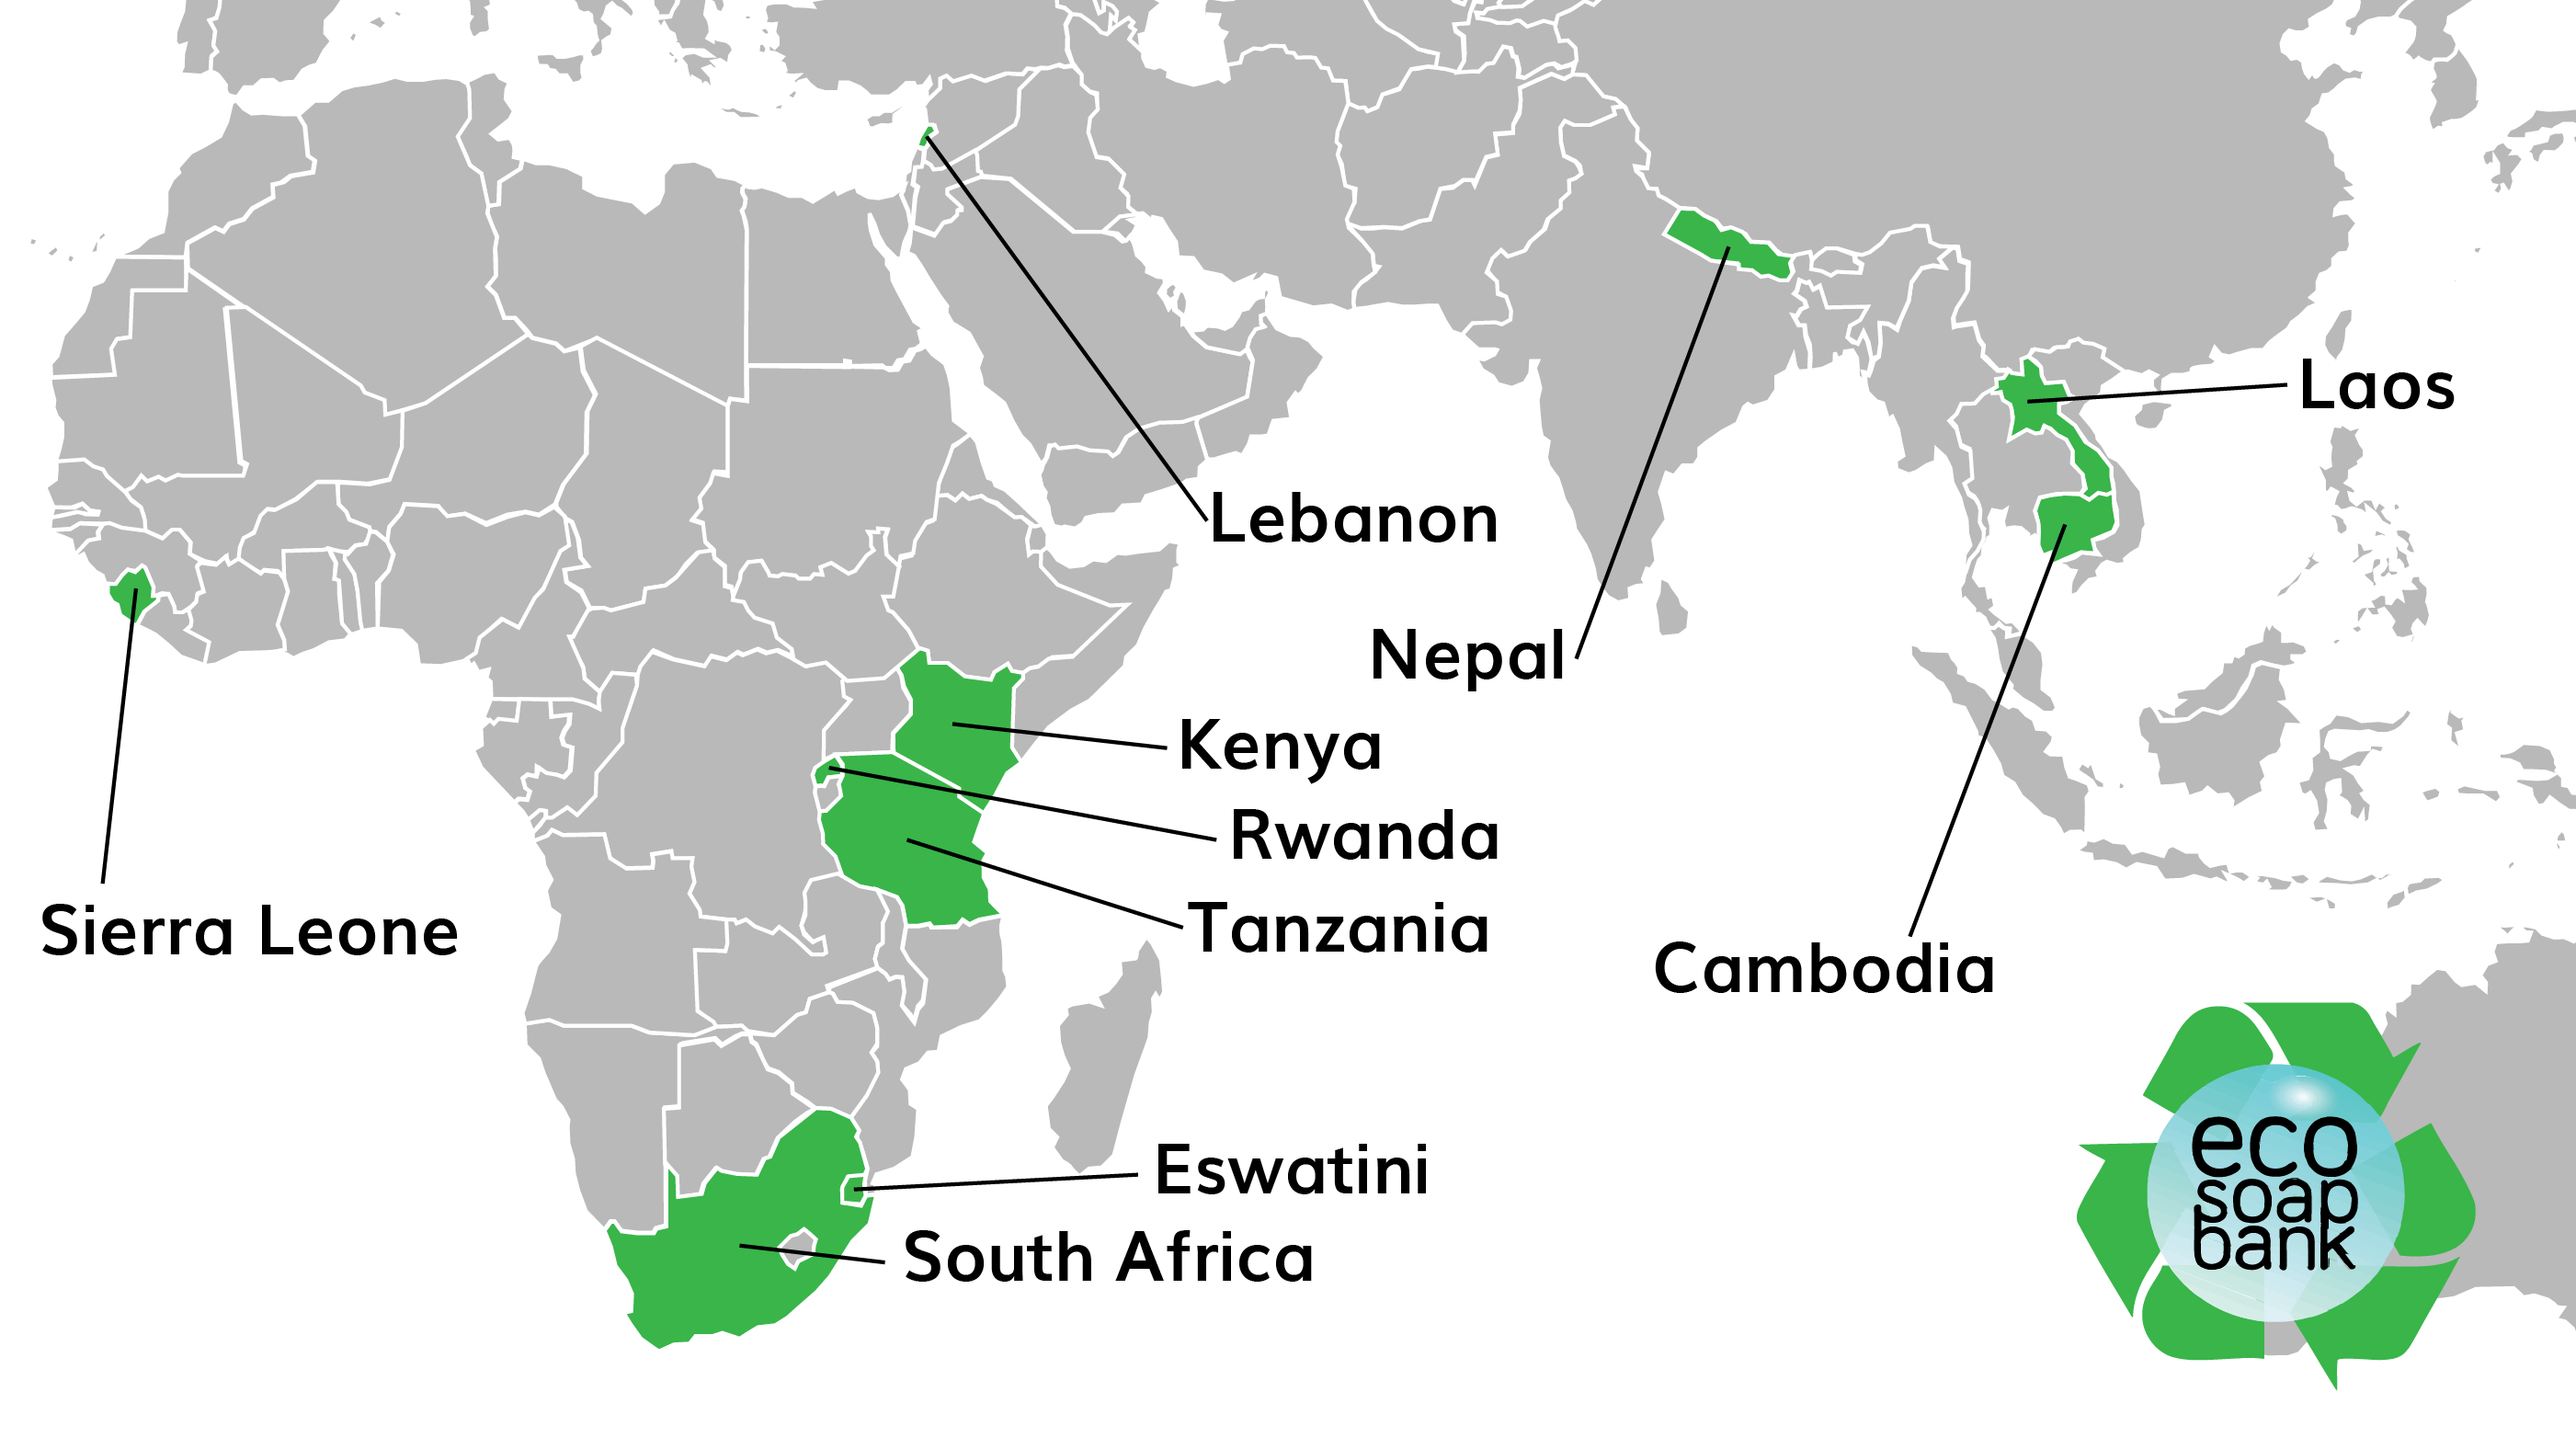 Laos
Lebanon
Nepal
Kenya
Rwanda
Tanzania
Sierra Leone
Cambodia
Eswatini
South Africa
eco
soap
bank